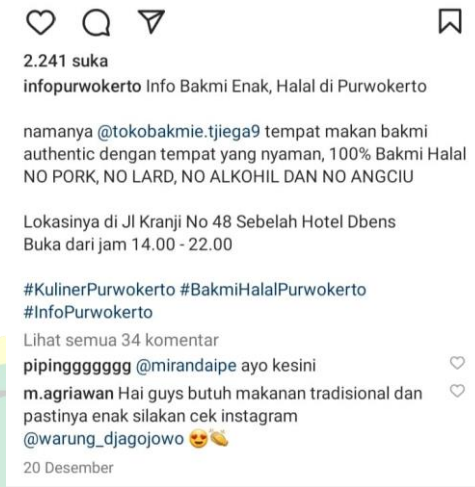 2.241 suka
infopurwokerto Info Bakmi Enak, Halal di Purwokerto
namanya @tokobakmie.tjiega9 tempat makan bakmi
authentic dengan tempat yang nyaman, 100% Bakmi Halal
NO PORK, NO LARD, NO ALKOHIL DAN NO ANGCIU
Lokasinya di Jl Kranji No 48 Sebelah Hotel Dbens
Buka dari jam 14.00 - 22.00
#KulinerPurwokerto #BakmiHalalPurwokerto
#InfoPurwokerto
Lihat semua 34 komentar
pipinggggggg @mirandaipe ayo kesini
m.agriawan Hai guys butuh makanan tradisional dan
pastinya enak silakan cek instagram
@warung_djagojowo 😍👏
20 Desember